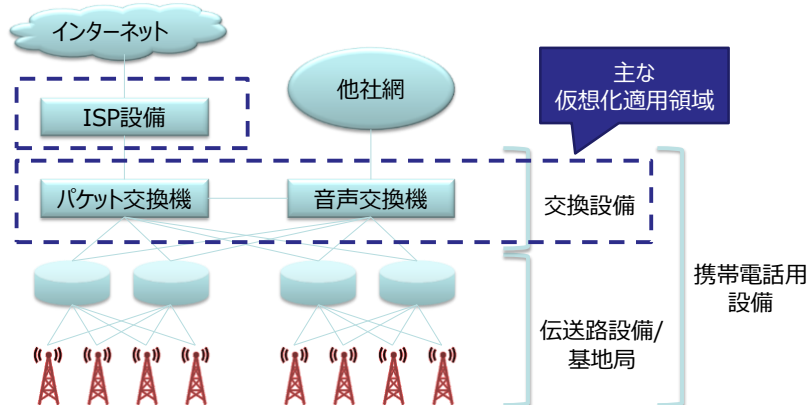 インターネット
主な
仮想化適用領域
他社網
ISP設備
パケット交換機
音声交換機
交換設備
携帯電話用
設備
伝送路設備/
基地局